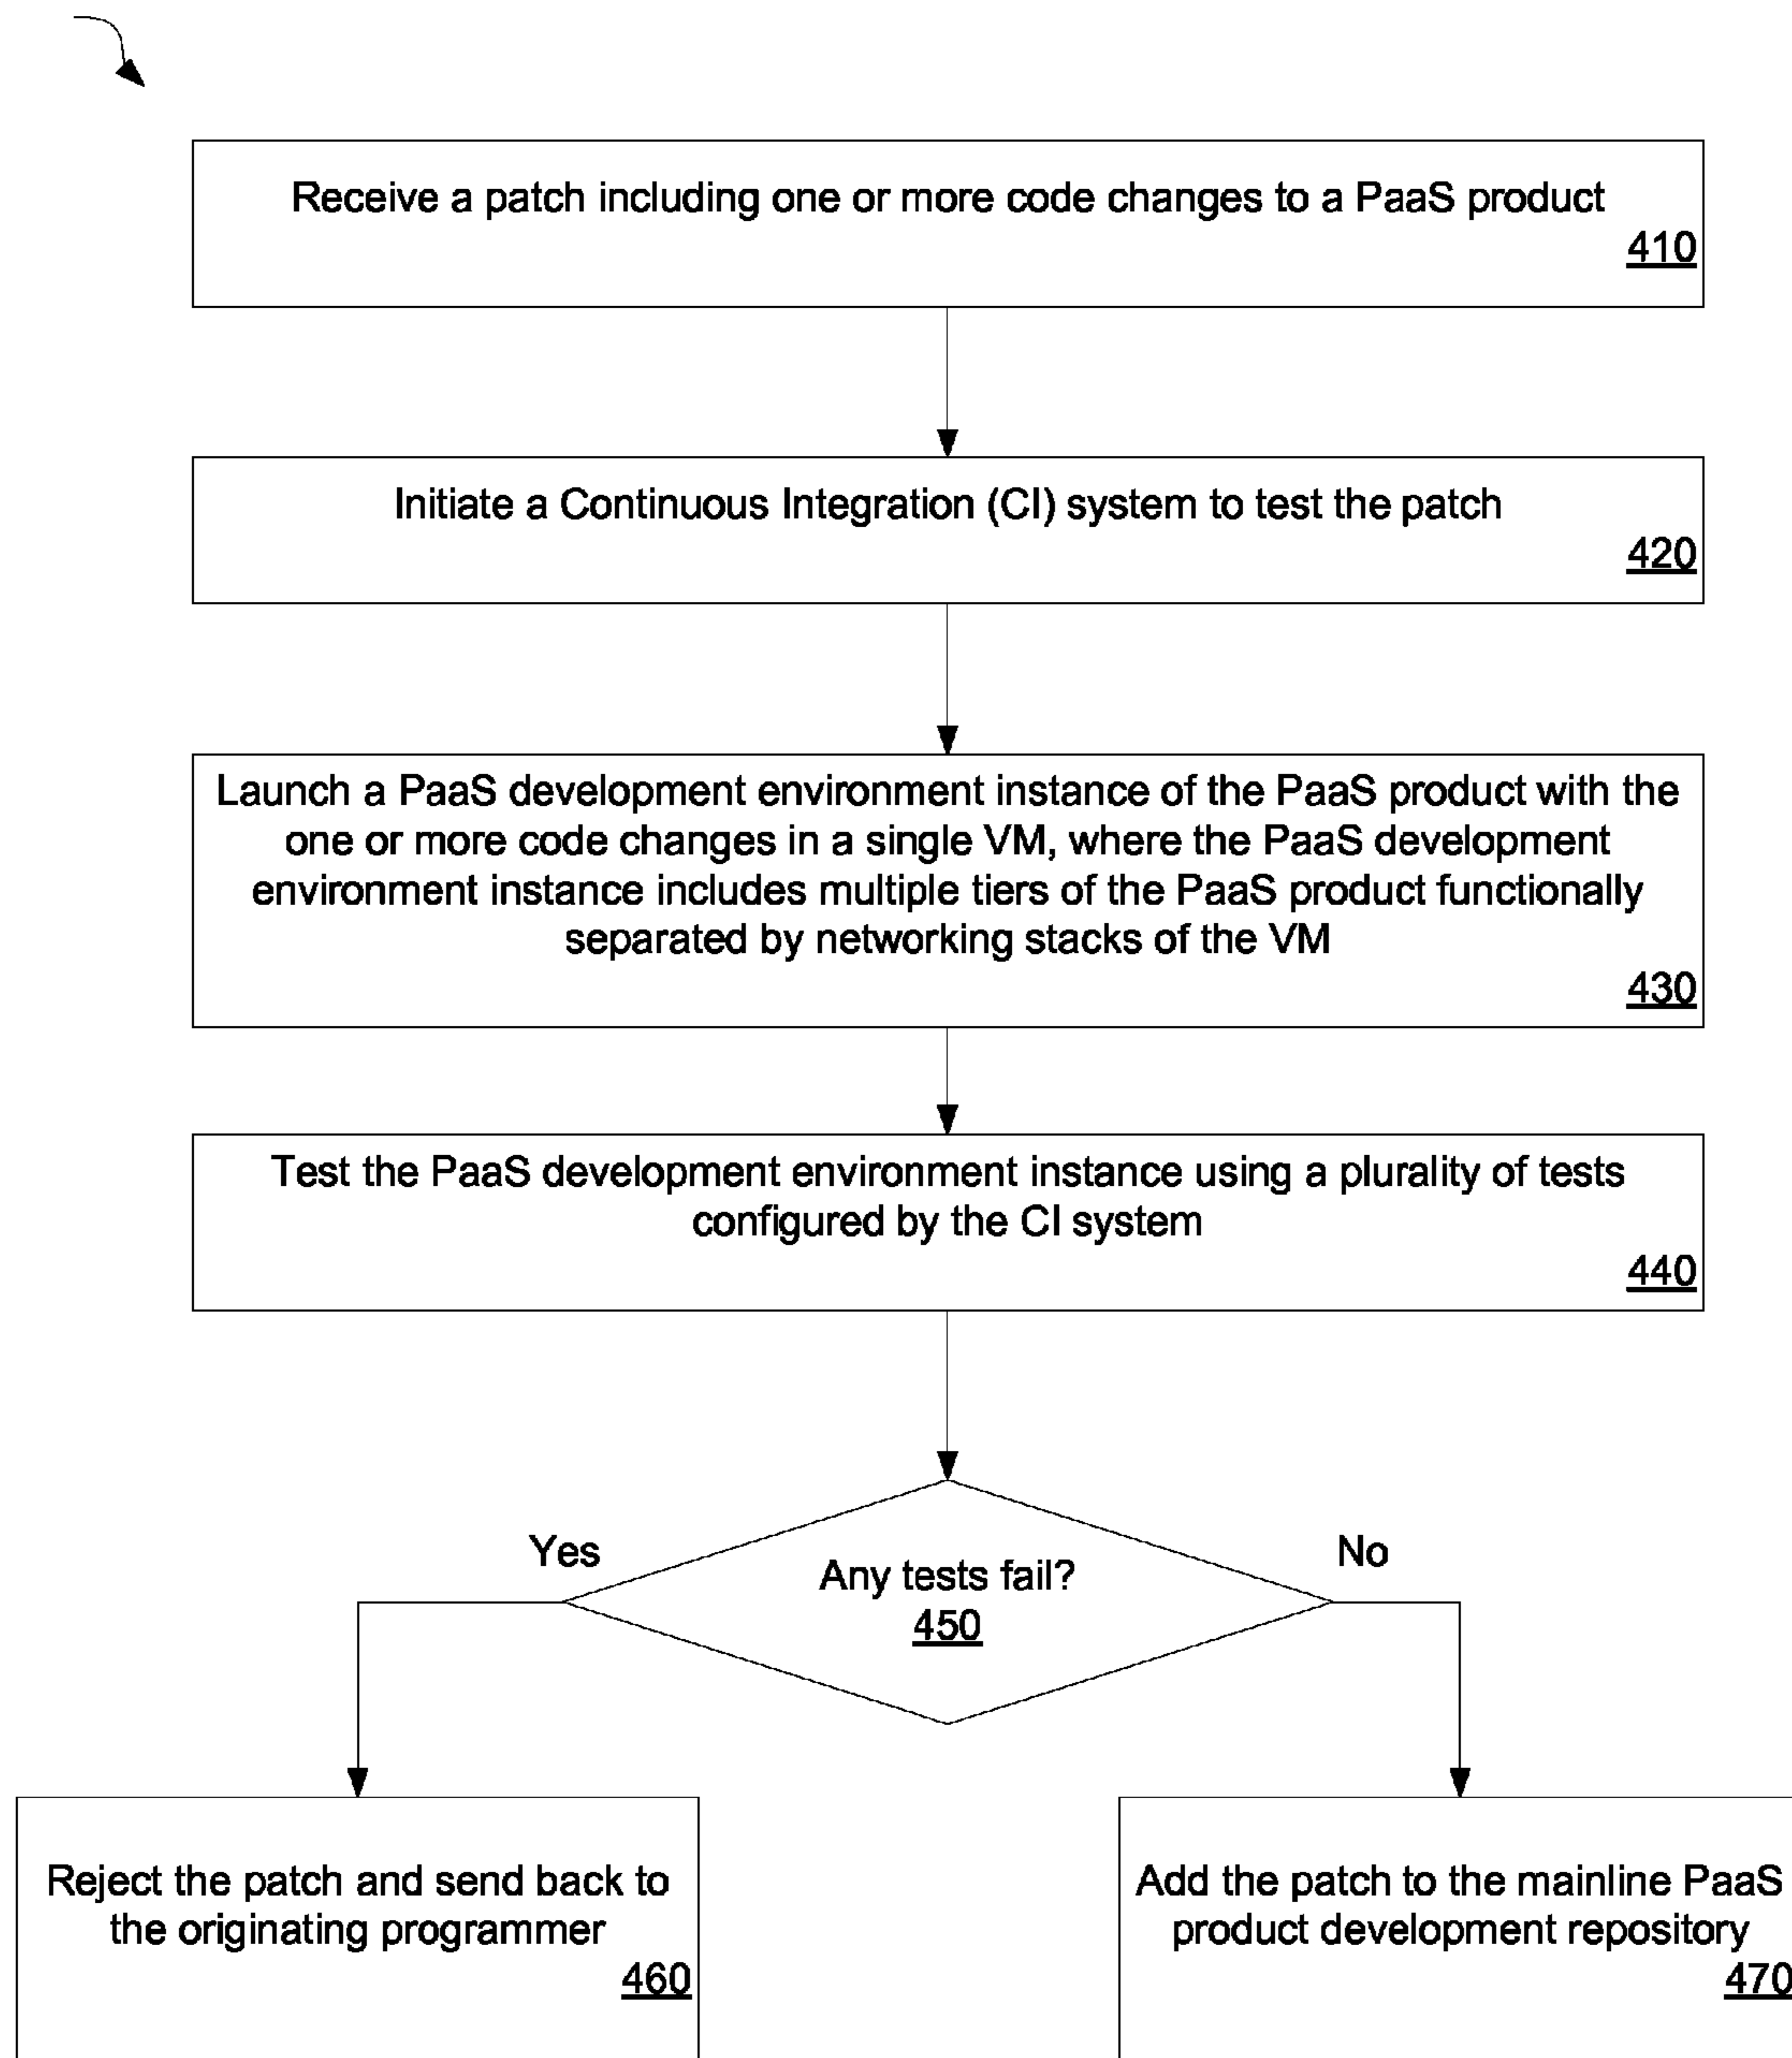 Receive a patch including one or more code changes to a PaaS product
410
Initiate a Continuous Integration (CI) system to test the patch
420
Launch a PaaS development environment instance of the PaaS product with the
one or more code changes in a single VM, where the PaaS development
environment instance includes multiple tiers of the PaaS product functionally
separated by networking stacks of the VM
430
Test the PaaS development environment instance using a plurality of tests
configured by the CI system
440
Yes
Any tests fail?
No
450
Reject the patch and send back to
the originating programmer
460
Add the patch to the mainline PaaS
product development repository
470